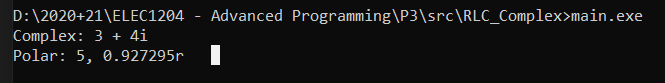 D:\2020+21\ELEC1204 - Advanced Programming\P3\src\RLC_Complex>main.exe
Complex: 3 + 4i
Polar: 5, 0.927295r